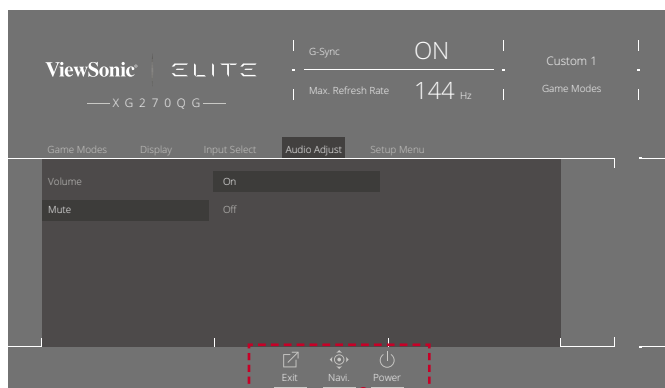 ViewSonic ELITE
XG270QG
G-Sync ON
Max. Refresh Rate 144 Hz
Custom 1
Game Modes
Game Modes Display Input Select Audio Adjust Setup Menu
Volume On
Mute Off
Exit Navi. Power